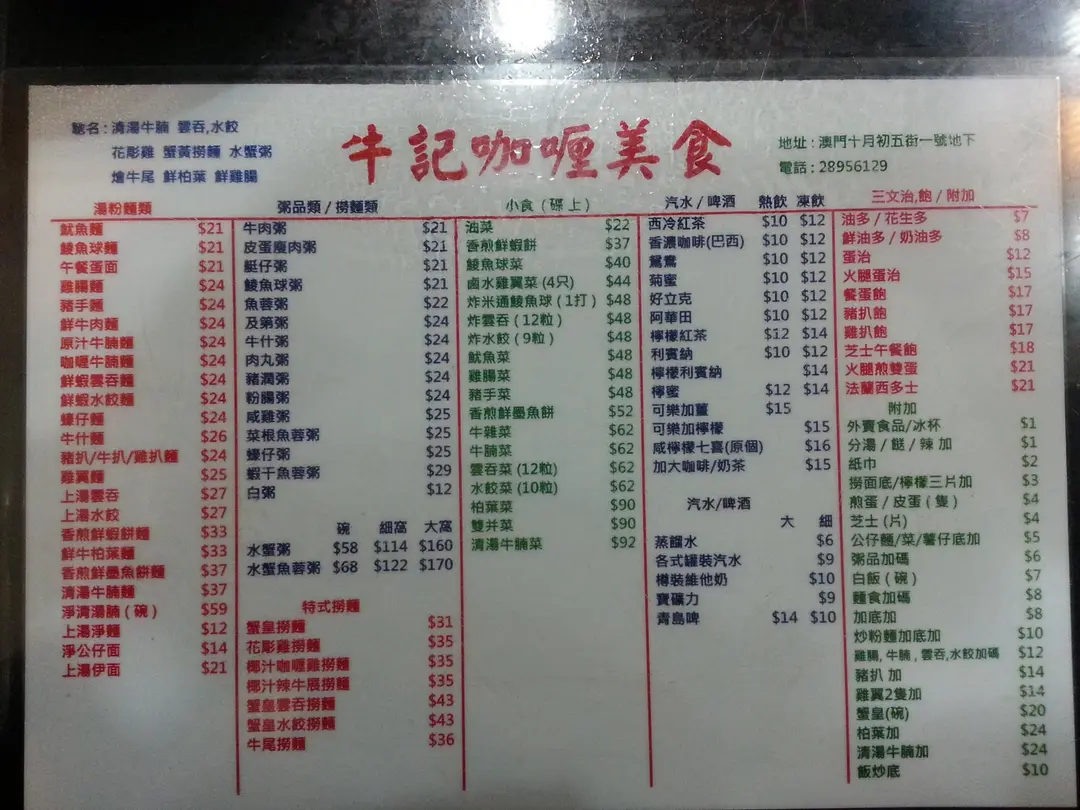 馳名 : 清湯牛腩 雲吞,水餃
花彫雞 蟹黃撈麵 水蟹粥
燴牛尾 鮮柏葉 鮮雞腸
牛記咖喱美食
地址 : 澳門十月初五街一號地下
電話 : 28956129
湯粉麵類
魷魚麵 $21
鯪魚球麵 $21
午餐蛋面 $21
雞腸麵 $24
豬手麵 $24
鮮牛肉麵 $24
原汁牛腩麵 $24
咖喱牛腩麵 $24
鮮蝦雲吞麵 $24
鮮蝦水餃麵 $24
蠔仔麵 $24
牛什麵 $26
豬扒/牛扒/雞扒麵 $24
雞翼麵 $25
上湯雲吞 $27
上湯水餃 $27
香煎鮮蝦餅麵 $33
鮮牛柏葉麵 $33
香煎鮮墨魚餅麵 $37
清湯牛腩麵 $37
淨清湯腩 ( 碗 ) $59
上湯淨麵 $12
淨公仔面 $14
上湯伊面 $21
粥品類 / 撈麵類
牛肉粥 $21
皮蛋廋肉粥 $21
艇仔粥 $21
鯪魚球粥 $21
魚蓉粥 $22
及第粥 $24
牛什粥 $24
肉丸粥 $24
豬潤粥 $24
粉腸粥 $24
咸雞粥 $25
菜根魚蓉粥 $25
蠔仔粥 $25
蝦干魚蓉粥 $29
白粥 $12
碗 細窩 大窩
水蟹粥 $58 $114 $160
水蟹魚蓉粥 $68 $122 $170
特式撈麵
蟹皇撈麵 $31
花彫雞撈麵 $35
椰汁咖喱雞撈麵 $35
椰汁辣牛展撈麵 $35
蟹皇雲吞撈麵 $43
蟹皇水餃撈麵 $43
牛尾撈麵 $36
小食 ( 碟 上 )
油菜 $22
香煎鮮蝦餅 $37
鯪魚球菜 $40
鹵水雞翼菜 (4只) $44
炸米通鯪魚球 ( 1打 ) $48
炸雲吞 ( 12粒 ) $48
炸水餃 ( 9粒 ) $48
魷魚菜 $48
雞腸菜 $48
豬手菜 $48
香煎鮮墨魚餅 $52
牛雜菜 $62
牛腩菜 $62
雲吞菜 (12粒) $62
水餃菜 (10粒) $62
柏葉菜 $90
雙并菜 $90
清湯牛腩菜 $92
汽水 / 啤酒 熱飲 凍飲
西冷紅茶 $10 $12
香濃咖啡(巴西) $10 $12
鴛鴦 $10 $12
菊蜜 $10 $12
好立克 $10 $12
阿華田 $10 $12
檸檬紅茶 $12 $14
利賓納 $10 $12
檸檬利賓納 $14
檸蜜 $12 $14
可樂加薑 $15
可樂加檸檬 $15
咸檸檬七喜(原個) $16
加大咖啡/奶茶 $15
汽水/啤酒
大 細
蒸餾水 $6
各式罐裝汽水 $9
樽裝維他奶 $10
寶礦力 $9
青島啤 $14 $10
三文治,飽 / 附加
油多 / 花生多 $7
鮮油多 / 奶油多 $8
蛋治 $12
火腿蛋治 $15
餐蛋飽 $17
豬扒飽 $17
雞扒飽 $17
芝士午餐飽 $18
火腿煎雙蛋 $21
法蘭西多士 $21
附加
外賣食品/冰杯 $1
分湯 / 餸 / 辣 加 $1
紙巾 $2
撈面底/檸檬三片加 $3
煎蛋 / 皮蛋 ( 隻 ) $4
芝士 (片) $4
公仔麵/菜/薯仔底加 $5
粥品加碼 $6
白飯 ( 碗 ) $7
麵食加碼 $8
加底加 $8
炒粉麵加底加 $10
雞腸, 牛腩 , 雲吞,水餃加碼 $12
豬扒 加 $14
雞翼2隻加 $14
蟹皇(碗) $20
柏葉加 $24
清湯牛腩加 $24
飯炒底 $10